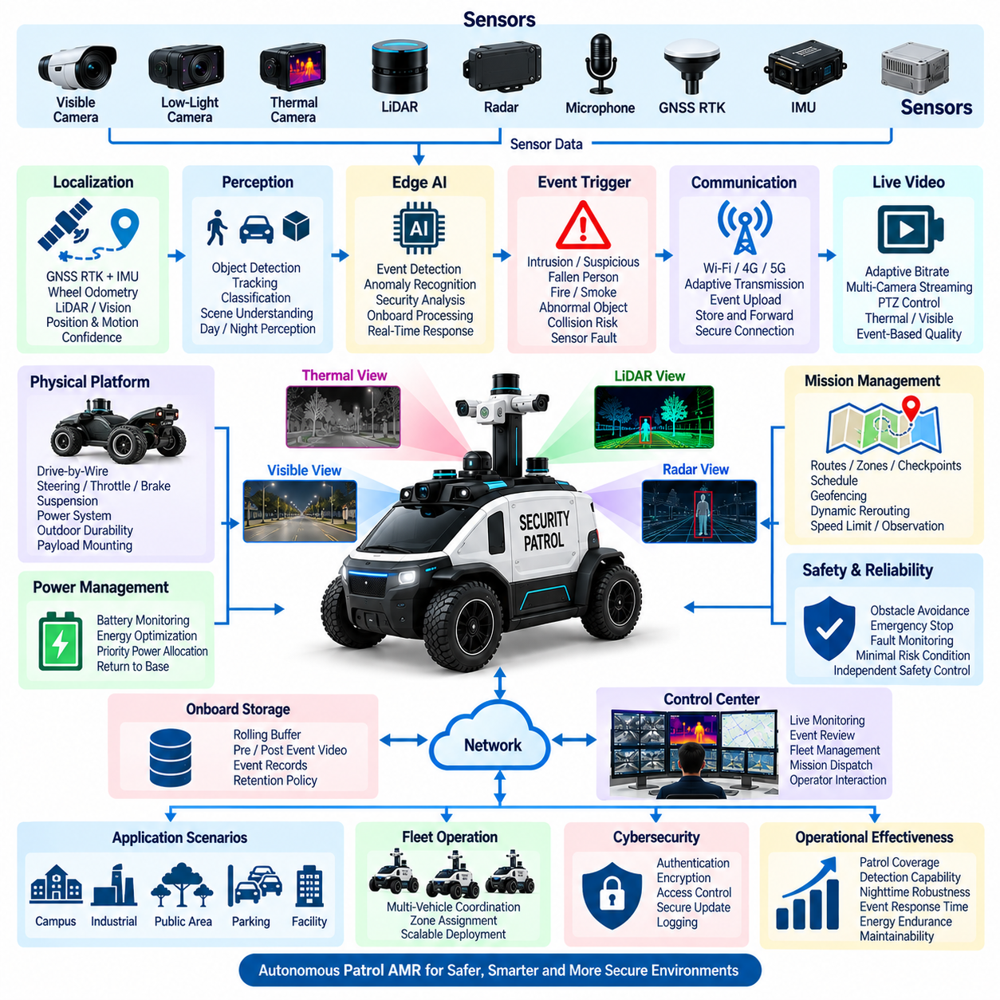 Sensors
Visible
Camera
Low-Light
Camera
Thermal
Camera
LiDAR
Radar
Microphone
GNSS RTK
IMU
Sensors
Sensor Data
Localization
GNSS RTK + IMU
Wheel Odometry
LiDAR / Vision
Position & Motion
Confidence
Perception
Object Detection
Tracking
Classification
Scene Understanding
Day / Night Perception
Edge AI
AI
Event Detection
Anomaly Recognition
Security Analysis
Onboard Processing
Real-Time Response
Event Trigger
Intrusion / Suspicious
Fallen Person
Fire / Smoke
Abnormal Object
Collision Risk
Sensor Fault
Communication
Wi-Fi / 4G / 5G
Adaptive Transmission
Event Upload
Store and Forward
Secure Connection
Live Video
Adaptive Bitrate
Multi-Camera Streaming
PTZ Control
Thermal / Visible
Event-Based Quality
Physical Platform
Drive-by-Wire
Steering / Throttle / Brake
Suspension
Power System
Outdoor Durability
Payload Mounting
Thermal View
Visible View
LiDAR View
Radar View
SECURITY
PATROL
Mission Management
Routes / Zones / Checkpoints
Schedule
Geofencing
Dynamic Rerouting
Speed Limit / Observation
Power Management
Battery Monitoring
Energy Optimization
Priority Power Allocation
Return to Base
Safety & Reliability
Obstacle Avoidance
Emergency Stop
Fault Monitoring
Minimal Risk Condition
Independent Safety Control
Onboard Storage
Rolling Buffer
Pre / Post Event Video
Event Records
Retention Policy
Network
Control Center
Live Monitoring
Event Review
Fleet Management
Mission Dispatch
Operator Interaction
Application Scenarios
Campus
Industrial
Public Area
Parking
Facility
Fleet Operation
Multi-Vehicle Coordination
Zone Assignment
Scalable Deployment
Cybersecurity
Authentication
Encryption
Access Control
Secure Update
Logging
Operational Effectiveness
Patrol Coverage
Detection Capability
Nighttime Robustness
Event Response Time
Energy Endurance
Maintainability
Autonomous Patrol AMR for Safer, Smarter and More Secure Environments